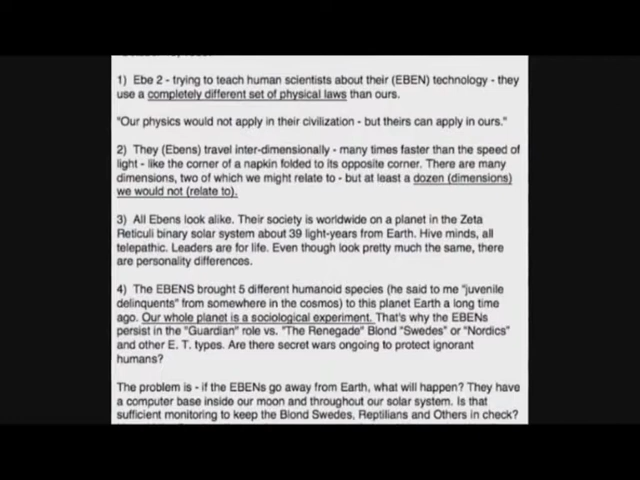 1) Ebe 2 - trying to teach human scientists about their (EBEN) technology - they
use a completely different set of physical laws than ours.
"Our physics would not apply in their civilization - but theirs can apply in ours."
2) They (Ebens) travel inter-dimensionally - many times faster than the speed of
light - like the corner of a napkin folded to its opposite corner. There are many
dimensions, two of which we might relate to - but at least a dozen (dimensions)
we would not (relate to).
3) All Ebens look alike. Their society is worldwide on a planet in the Zeta
Reticuli binary solar system about 39 light-years from Earth. Hive minds, all
telepathic. Leaders are for life. Even though look pretty much the same, there
are personality differences.
4) The EBENS brought 5 different humanoid species (he said to me "juvenile
delinquents" from somewhere in the cosmos) to this planet Earth a long time
ago. Our whole planet is a sociological experiment. That's why the EBENs
persist in the "Guardian" role vs. "The Renegade" Blond "Swedes" or "Nordics"
and other E. T. types. Are there secret wars ongoing to protect ignorant
humans?
The problem is - if the EBENs go away from Earth, what will happen? They have
a computer base inside our moon and throughout our solar system. Is that
sufficient monitoring to keep the Blond Swedes, Reptilians and Others in check?